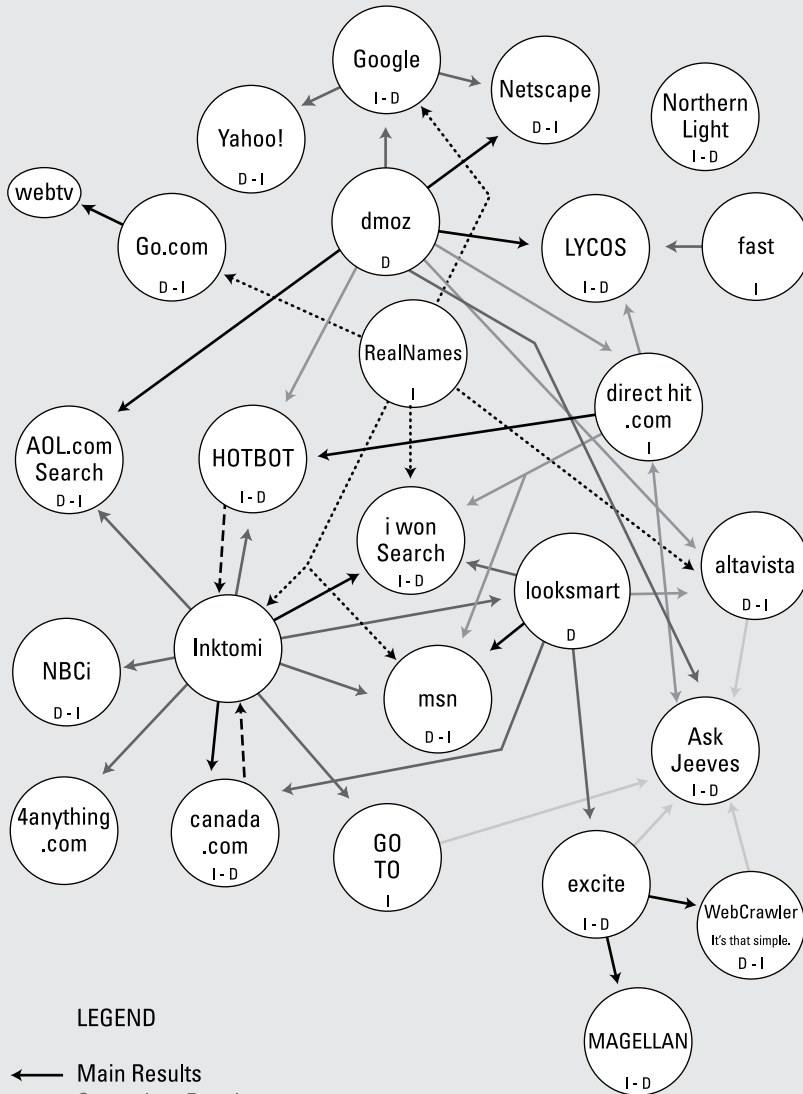 Google
I - D
Netscape
D - I
Northern
Light
I - D
Yahoo!
D - I
webtv
Go.com
D - I
dmoz
D
LYCOS
I - D
fast
I
RealNames
I
direct hit
.com
I
AOL.com
Search
D - I
HOTBOT
I - D
i won
Search
I - D
looksmart
D
altavista
D - I
Inktomi
NBCi
D - I
msn
D - I
Ask
Jeeves
I - D
4anything
.com
canada
.com
I - D
GO
TO
I
excite
I - D
WebCrawler
It's that simple.
D - I
MAGELLAN
I - D
LEGEND
Main Results